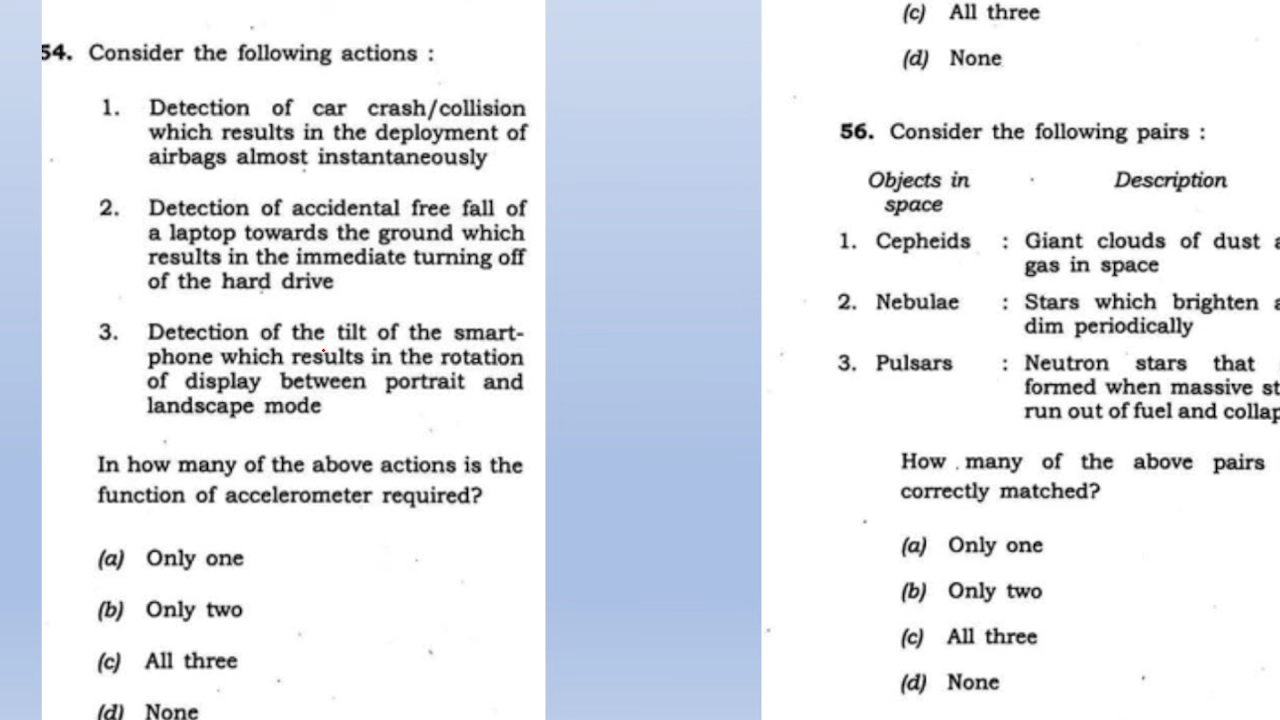 54. Consider the following actions :
1. Detection of car crash/collision
which results in the deployment of
airbags almost instantaneously
2. Detection of accidental free fall of
a laptop towards the ground which
results in the immediate turning off
of the hard drive
3. Detection of the tilt of the smart-
phone which results in the rotation
of display between portrait and
landscape mode
In how many of the above actions is the
function of accelerometer required?
(a) Only one
(b) Only two
(c) All three
(d) None
(c) All three
(d) None
56. Consider the following pairs :
Objects in Description
space
1. Cepheids : Giant clouds of dust
gas in space
2. Nebulae : Stars which brighten
dim periodically
3. Pulsars : Neutron stars that
formed when massive st
run out of fuel and collap
How many of the above pairs
correctly matched?
(a) Only one
(b) Only two
(c) All three
(d) None